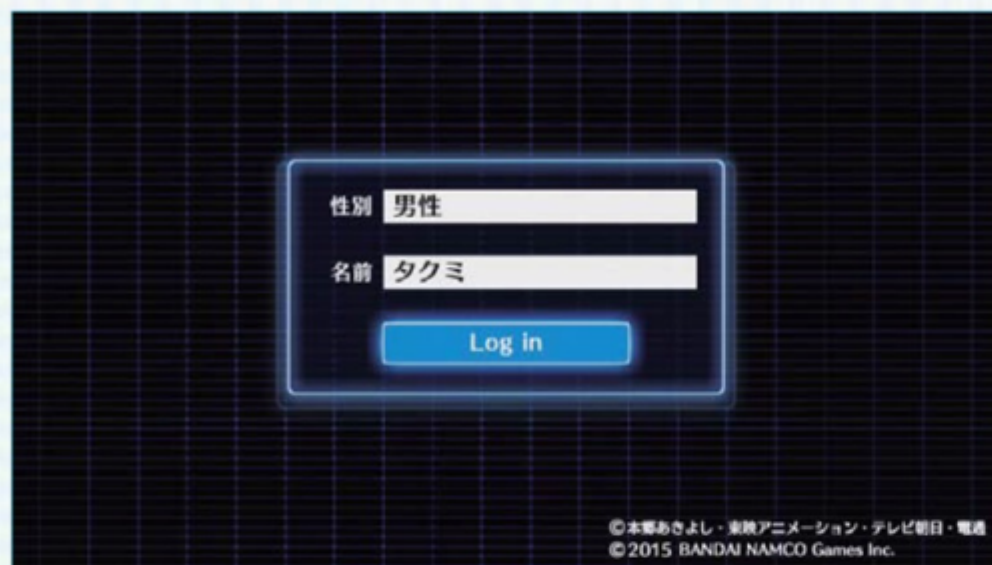 性別 男性
名前 タクミ
Log in
©本郷あきよし・東映アニメーション・テレビ朝日・電通
©2015 BANDAI NAMCO Games Inc.